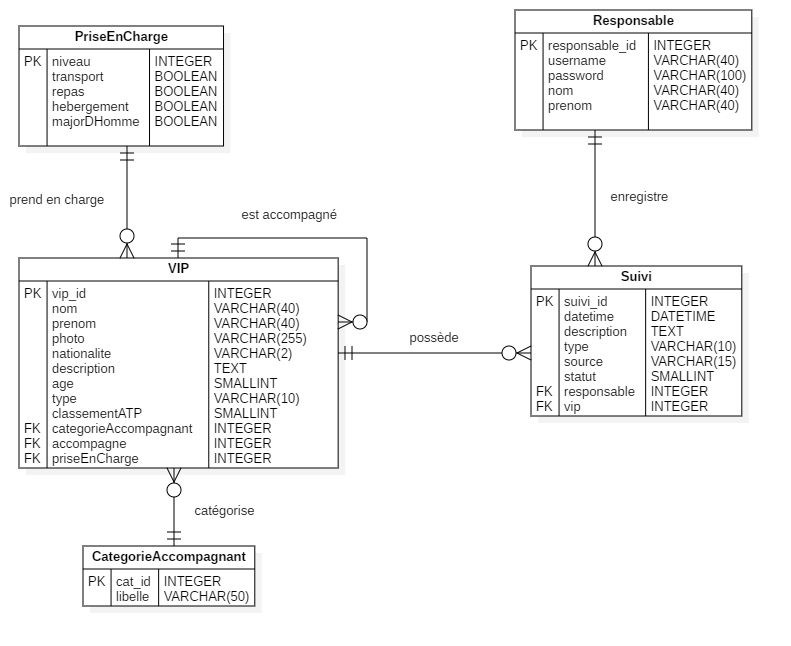 PriseEnCharge
PK niveau INTEGER
transport BOOLEAN
repas BOOLEAN
hebergement BOOLEAN
majorDHomme BOOLEAN
Responsable
PK responsable_id INTEGER
username VARCHAR(40)
password VARCHAR(100)
nom VARCHAR(40)
prenom VARCHAR(40)
prend en charge
est accompagné
enregistre
VIP
PK vip_id INTEGER
nom VARCHAR(40)
prenom VARCHAR(40)
photo VARCHAR(255)
nationalite VARCHAR(2)
description TEXT
age SMALLINT
type VARCHAR(10)
classementATP SMALLINT
FK categorieAccompagnant INTEGER
FK accompagne INTEGER
FK priseEnCharge INTEGER
possède
Suivi
PK suivi_id INTEGER
datetime DATETIME
description TEXT
type VARCHAR(10)
source VARCHAR(15)
statut SMALLINT
FK responsable INTEGER
FK vip INTEGER
catégorise
CategorieAccompagnant
PK cat_id INTEGER
libelle VARCHAR(50)